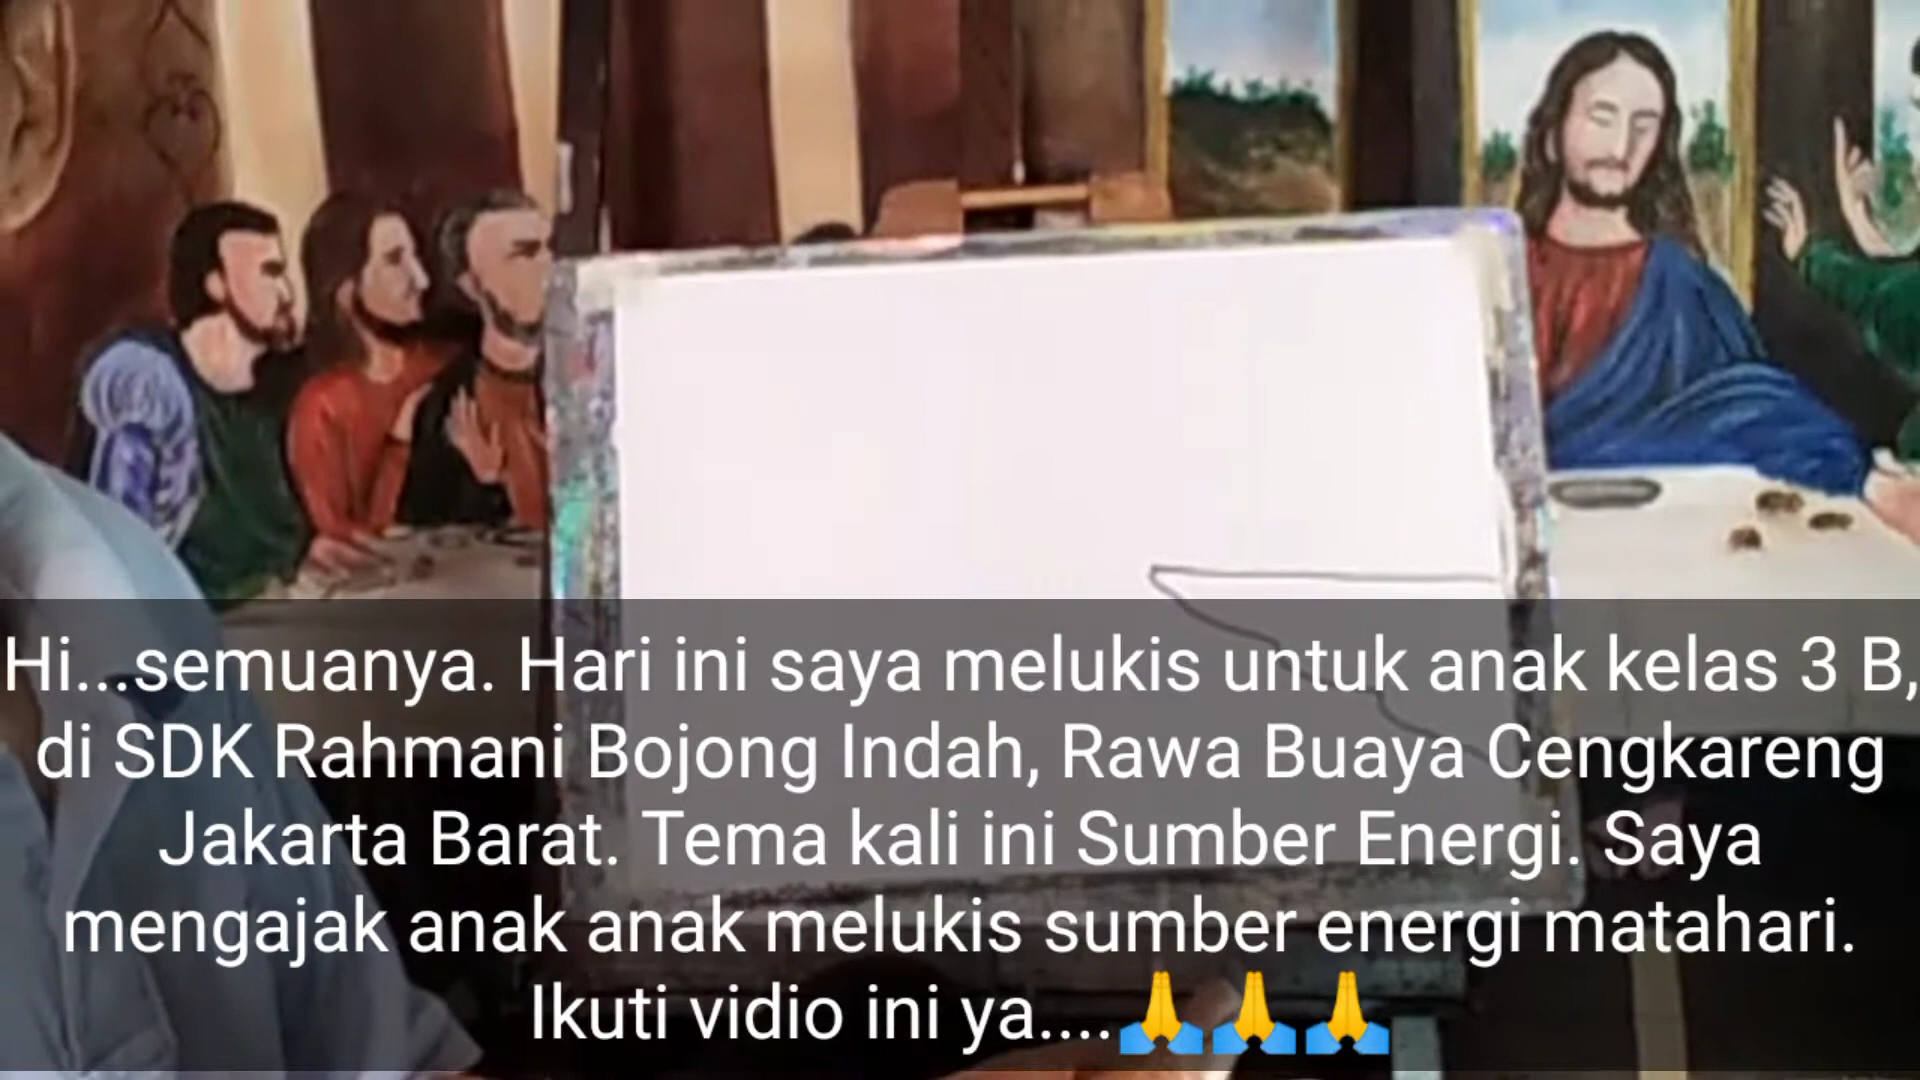 Hi...semuanya. Hari ini saya melukis untuk anak kelas 3 B,
di SDK Rahmani Bojong Indah, Rawa Buaya Cengkareng
Jakarta Barat. Tema kali ini Sumber Energi. Saya
mengajak anak anak melukis sumber energi matahari.
Ikuti vidio ini ya....🙏🙏🙏